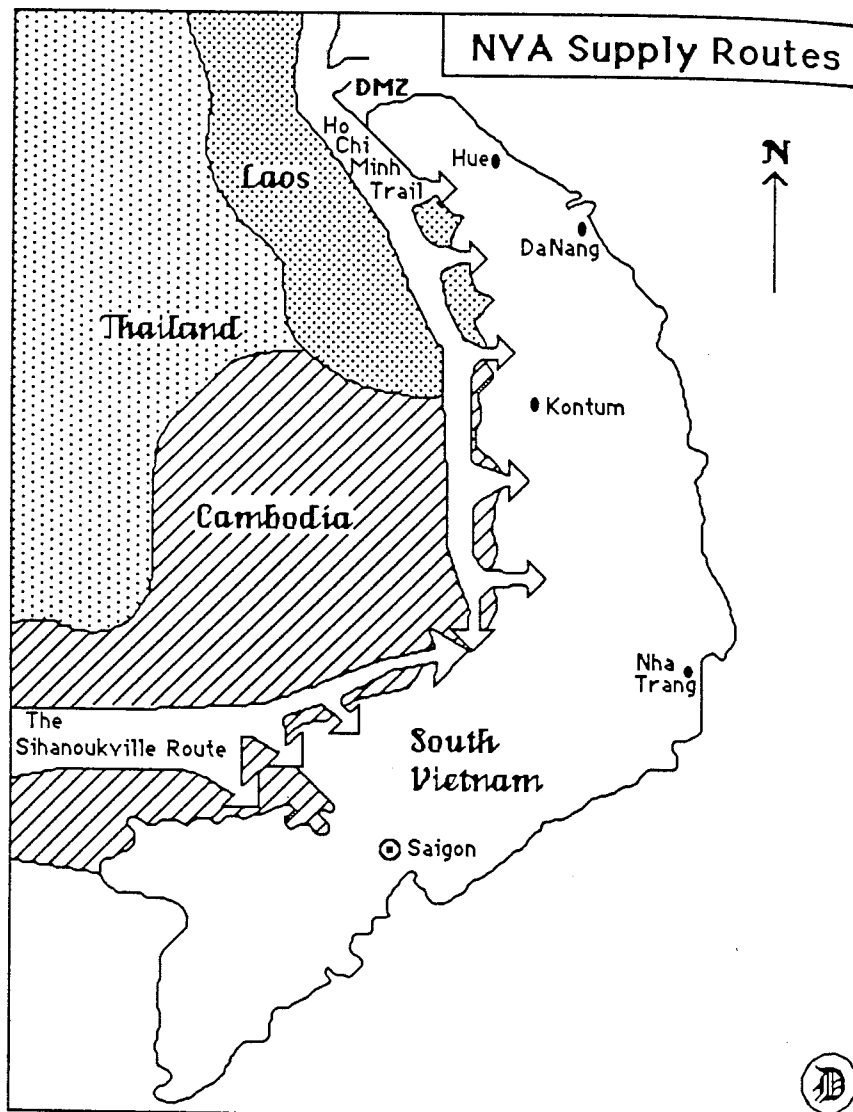 NVA Supply Routes
DMZ
Ho
Chi
Minh
Trail
Hue
N
Laos
DaNang
Thailand
Kontum
Cambodia
Nha
Trang
The
Sihanoukville Route
South
Vietnam
Saigon
D